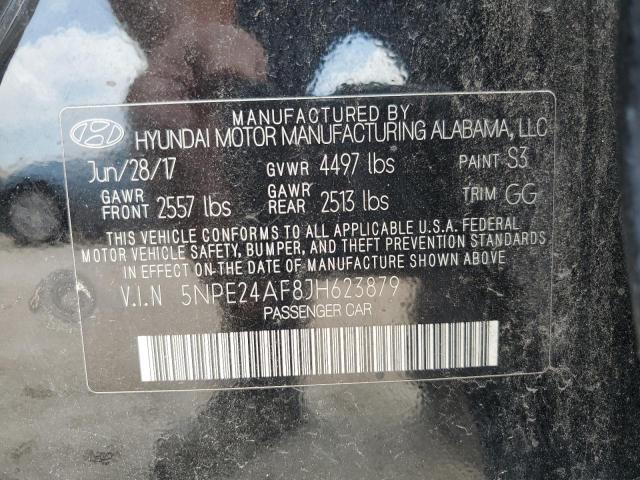 MANUFACTURED BY
HYUNDAI MOTOR MANUFACTURING ALABAMA, LLC
Jun/28/17 GVWR 4497 lbs PAINT S3
GAWR FRONT 2557 lbs GAWR REAR 2513 lbs TRIM GG
THIS VEHICLE CONFORMS TO ALL APPLICABLE U.S.A. FEDERAL
MOTOR VEHICLE SAFETY, BUMPER, AND THEFT PREVENTION STANDARDS
IN EFFECT ON THE DATE OF MANUFACTURE SHOWN ABOVE.
V.I.N 5NPE24AF8JH623879
PASSENGER CAR